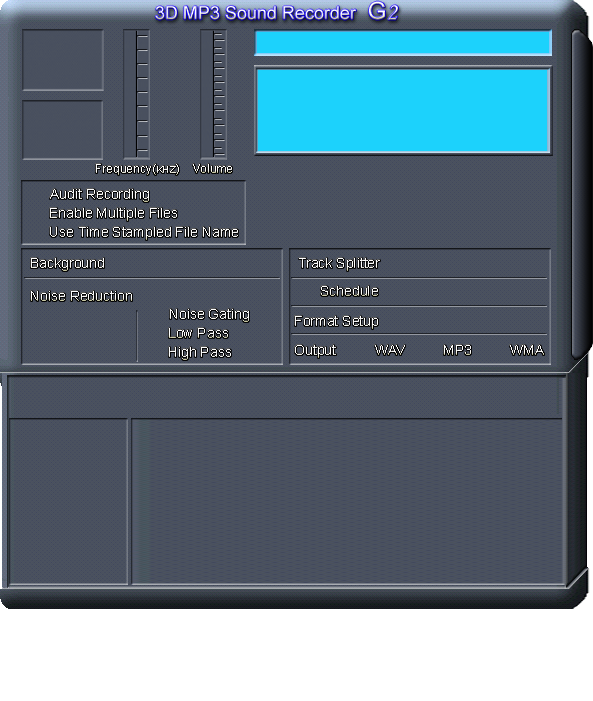 3D MP3 Sound Recorder G2
Frequency(KHZ) Volume
Audit Recording
Enable Multiple Files
Use Time Stampled File Name
Background
Noise Reduction
Noise Gating
Low Pass
High Pass
Track Splitter
Schedule
Format Setup
Output WAV MP3 WMA